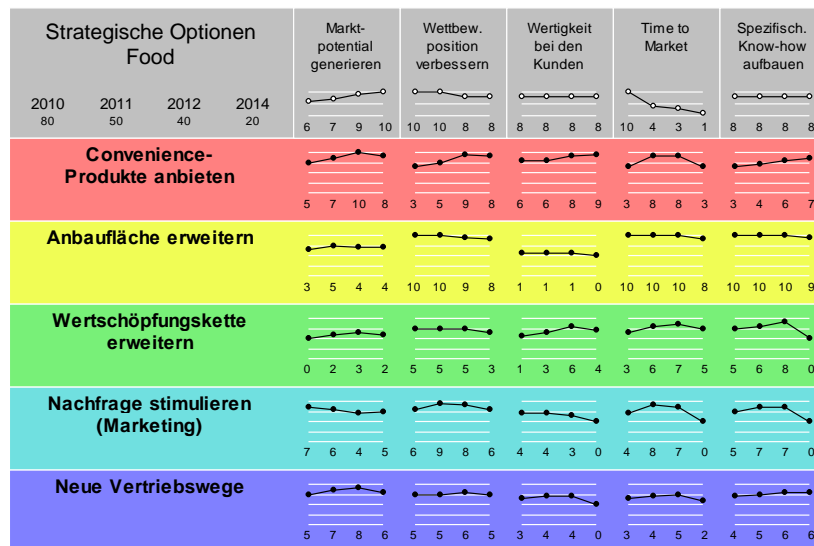 Strategische Optionen
Food
2010 2011 2012 2014
80 50 40 20
Markt-
potential
generieren
Wettbew.
position
verbessern
Wertigkeit
bei den
Kunden
Time to
Market
Spezifisch.
Know-how
aufbauen
6 7 9 10 10 10 8 8 8 8 8 8 10 4 3 1 8 8 8 8
Convenience-
Produkte anbieten
5 7 10 8 3 5 9 8 6 6 8 9 3 8 8 3 3 4 6 7
Anbaufläche erweitern
3 5 4 4 10 10 9 8 1 1 1 0 10 10 10 8 10 10 10 9
Wertschöpfungskette
erweitern
0 2 3 2 5 5 5 3 1 3 6 4 3 6 7 5 5 6 8 0
Nachfrage stimulieren
(Marketing)
7 6 4 5 6 9 8 6 4 4 3 0 4 8 7 0 5 7 7 0
Neue Vertriebswege
5 7 8 6 5 5 6 5 3 4 4 0 3 4 5 2 4 5 6 6